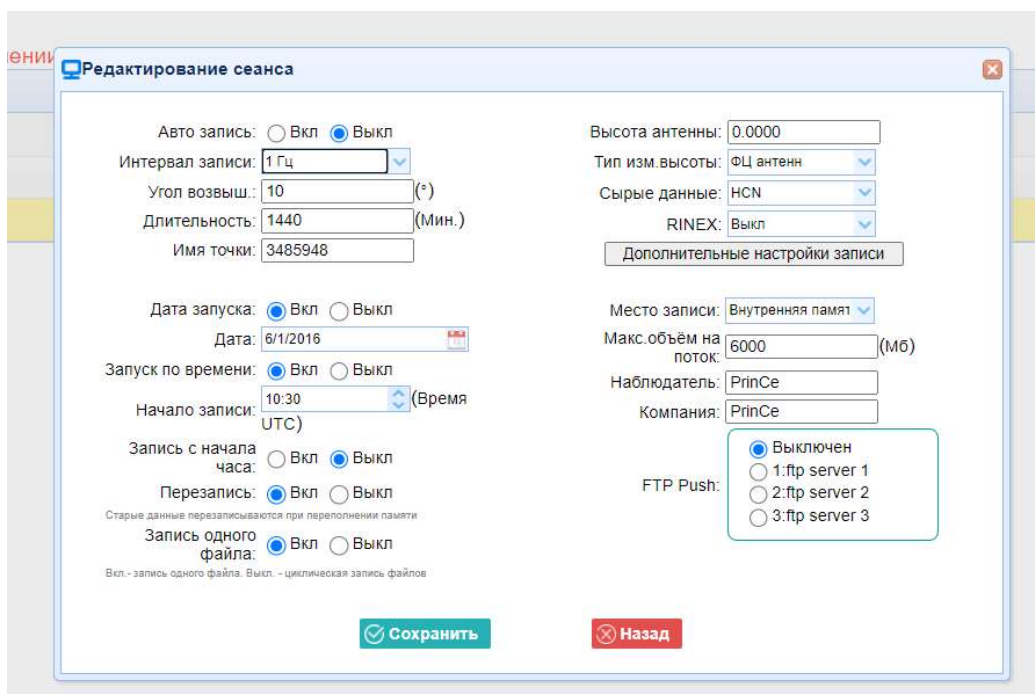 Редактирование сеанса
Авто запись: Вкл Выкл
Интервал записи: 1 Гц
Угол возвыш.: 10 (°)
Длительность: 1440 (Мин.)
Имя точки: 3485948
Дата запуска: Вкл Выкл
Дата: 6/1/2016
Запуск по времени: Вкл Выкл
Начало записи: 10:30 (Время
UTC)
Запись с начала
часа: Вкл Выкл
Перезапись: Вкл Выкл
Старые данные перезаписываются при переполнении памяти
Запись одного
файла: Вкл Выкл
Вкл.- запись одного файла. Выкл. - циклическая запись файлов
Высота антенны: 0.0000
Тип изм.высоты: ФЦ антенн
Сырые данные: HCN
RINEX: Выкл
Дополнительные настройки записи
Место записи: Внутренняя памят
Макс.объём на
поток: 6000 (Мб)
Наблюдатель: PrinCe
Компания: PrinCe
FTP Push:
Выключен
1:ftp server 1
2:ftp server 2
3:ftp server 3
Сохранить
Назад